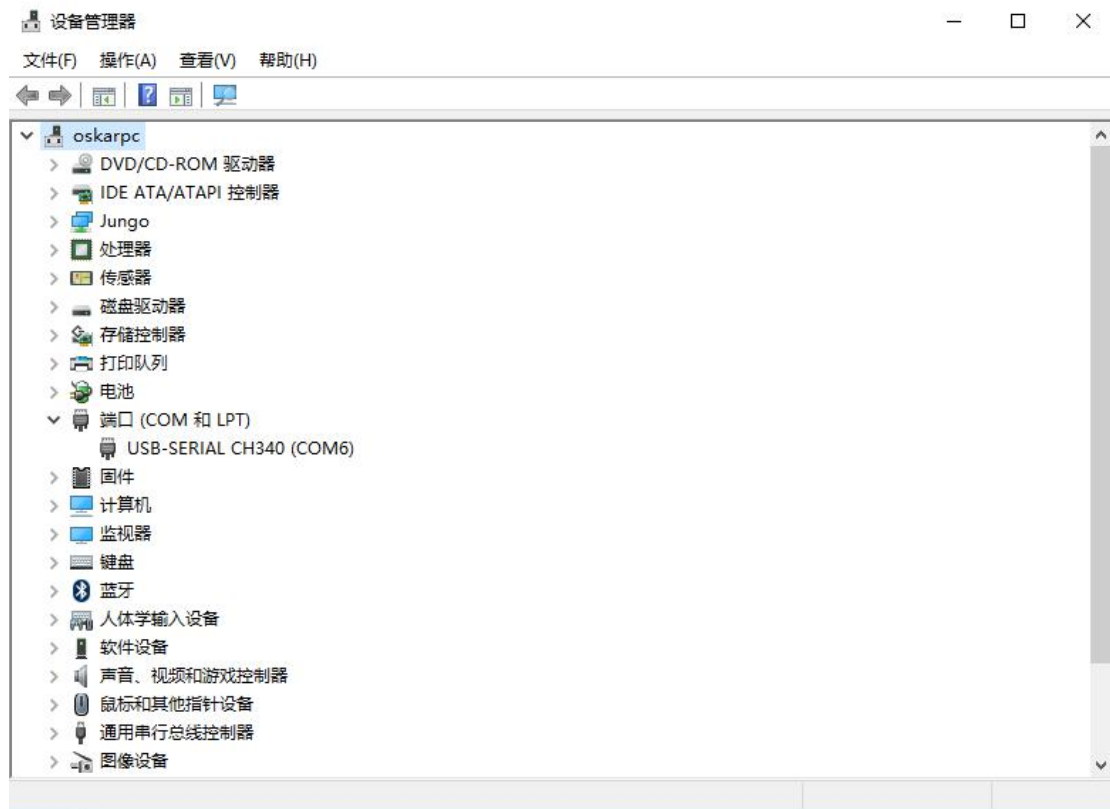 设备管理器
文件(F) 操作(A) 查看(V) 帮助(H)
oskarpc
DVD/CD-ROM 驱动器
IDE ATA/ATAPI 控制器
Jungo
处理器
传感器
磁盘驱动器
存储控制器
打印队列
电池
端口 (COM 和 LPT)
USB-SERIAL CH340 (COM6)
固件
计算机
监视器
键盘
蓝牙
人体学输入设备
软件设备
声音、视频和游戏控制器
鼠标和其他指针设备
通用串行总线控制器
图像设备